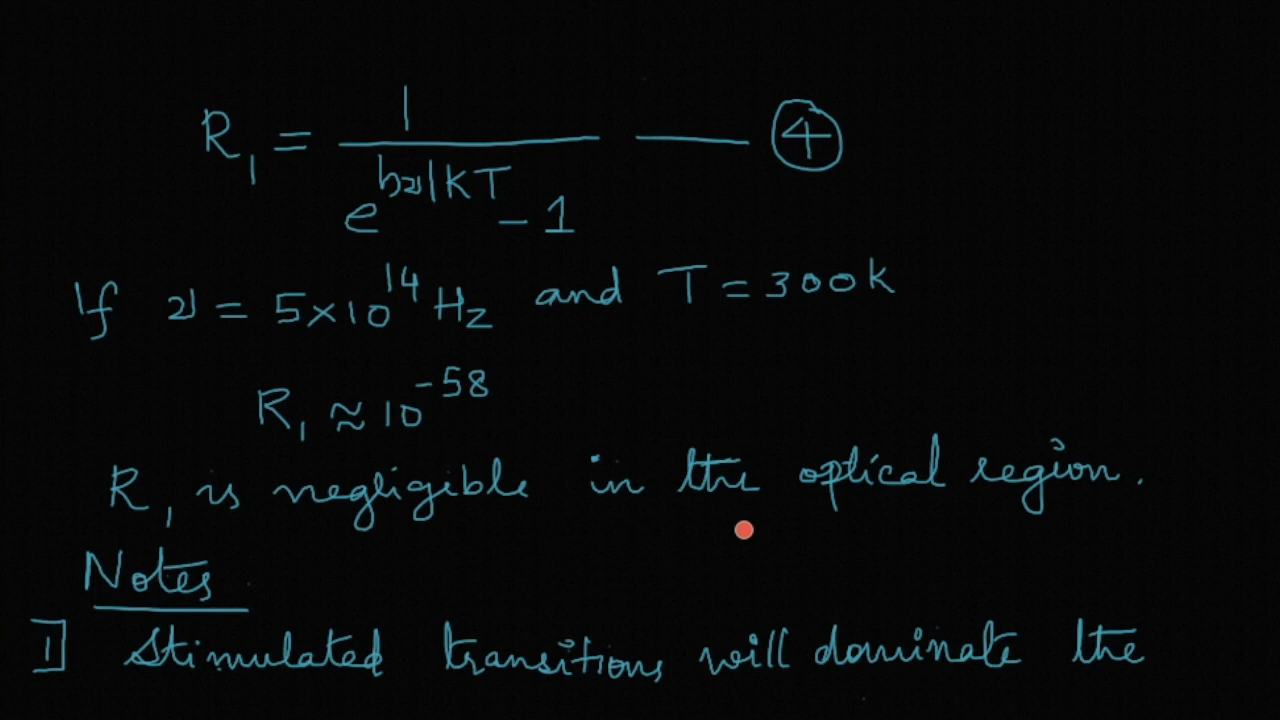 R₁ = 1 / (e^(hν/KT) - 1) —— ④
If ν = 5×10¹⁴ Hz and T = 300K
R₁ ≈ 10⁻⁵⁸
R₁ is negligible in the optical region.
Notes
1] Stimulated transitions will dominate the